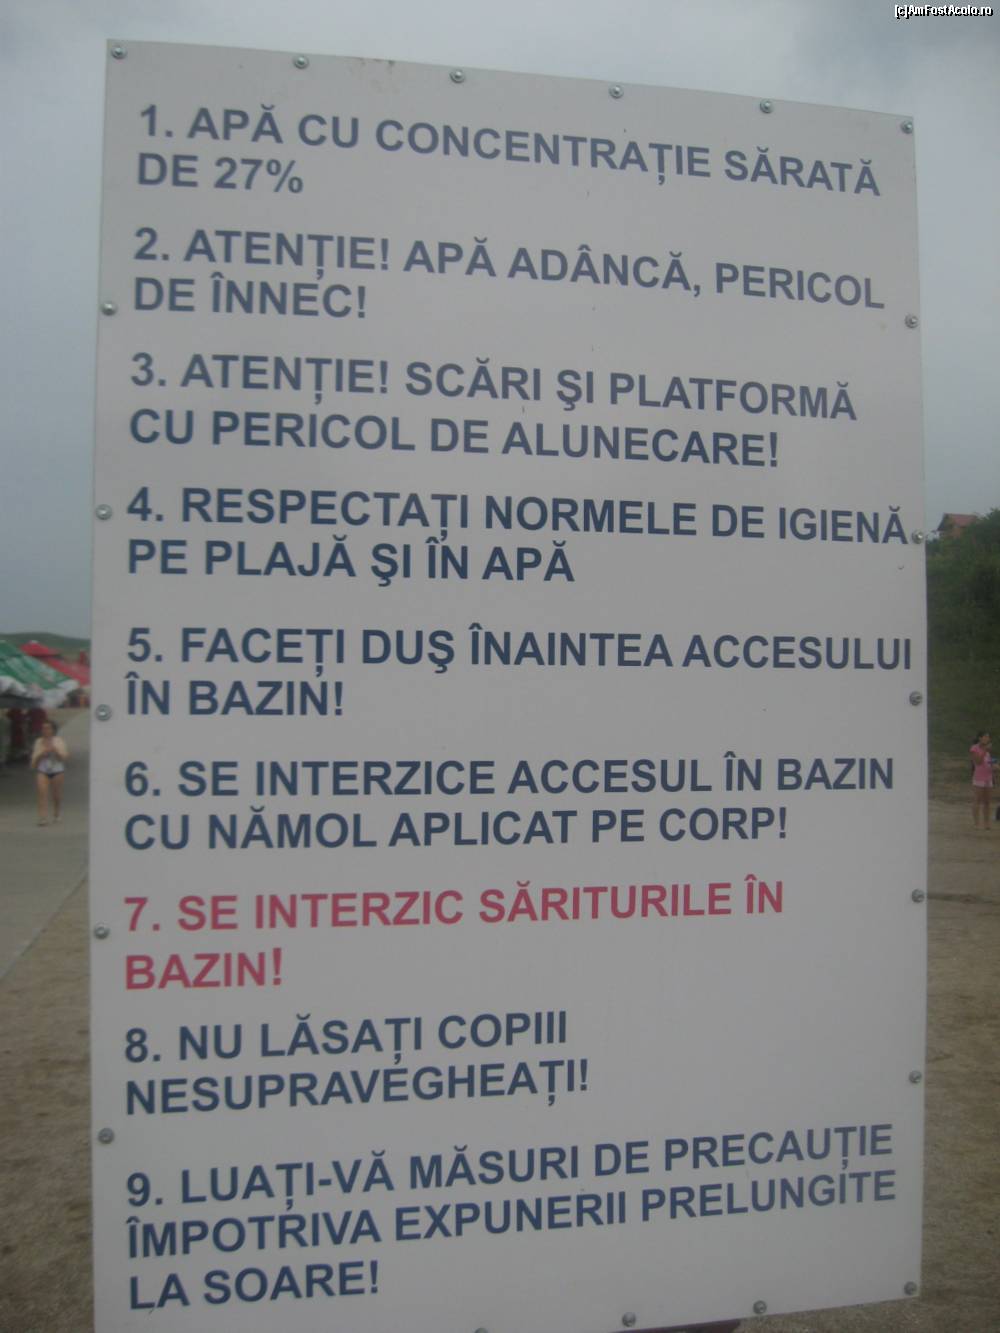 [c]AmFostAcolo.ro
1. APĂ CU CONCENTRAȚIE SĂRATĂ
DE 27%
2. ATENȚIE! APĂ ADÂNCĂ, PERICOL
DE ÎNNEC!
3. ATENȚIE! SCĂRI ŞI PLATFORMĂ
CU PERICOL DE ALUNECARE!
4. RESPECTAȚI NORMELE DE IGIENĂ
PE PLAJĂ ŞI ÎN APĂ
5. FACEȚI DUŞ ÎNAINTEA ACCESULUI
ÎN BAZIN!
6. SE INTERZICE ACCESUL ÎN BAZIN
CU NĂMOL APLICAT PE CORP!
7. SE INTERZIC SĂRITURILE ÎN
BAZIN!
8. NU LĂSAȚI COPIII
NESUPRAVEGHEAȚI!
9. LUAȚI-VĂ MĂSURI DE PRECAUȚIE
ÎMPOTRIVA EXPUNERII PRELUNGITE
LA SOARE!